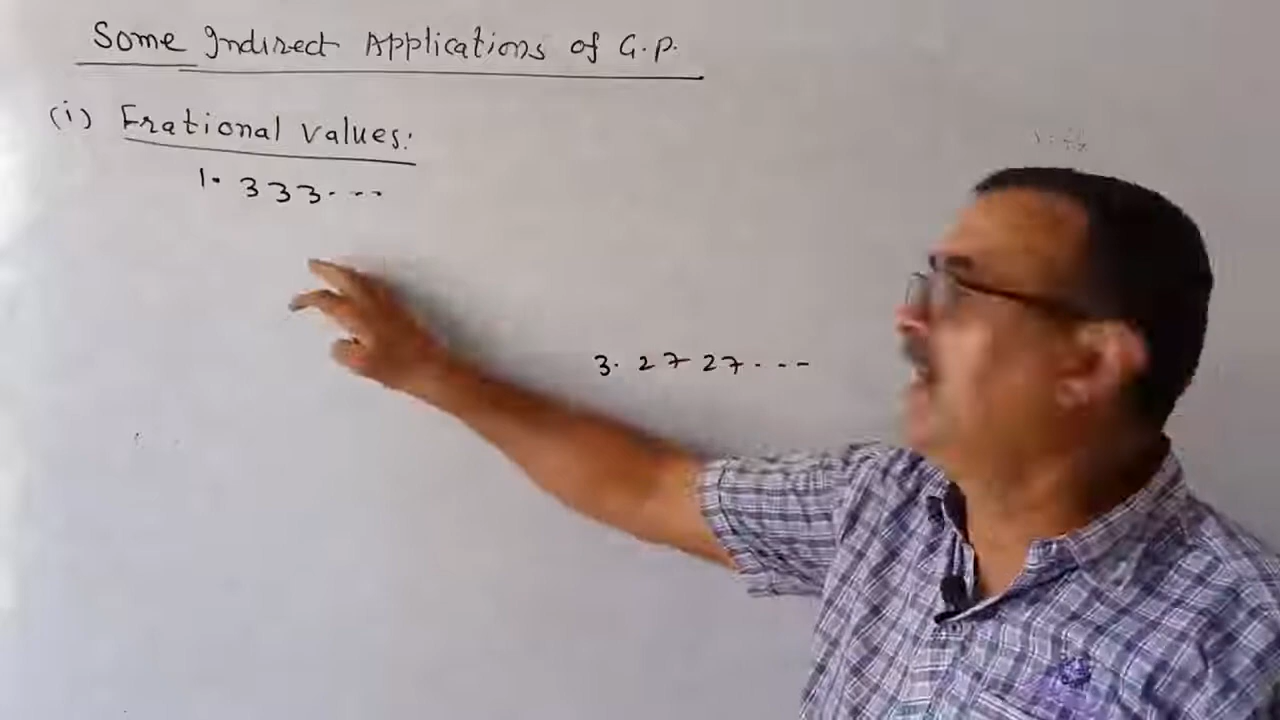 Some Indirect Applications of G.P.
(i) Frational values:
1.333...
3.2727...